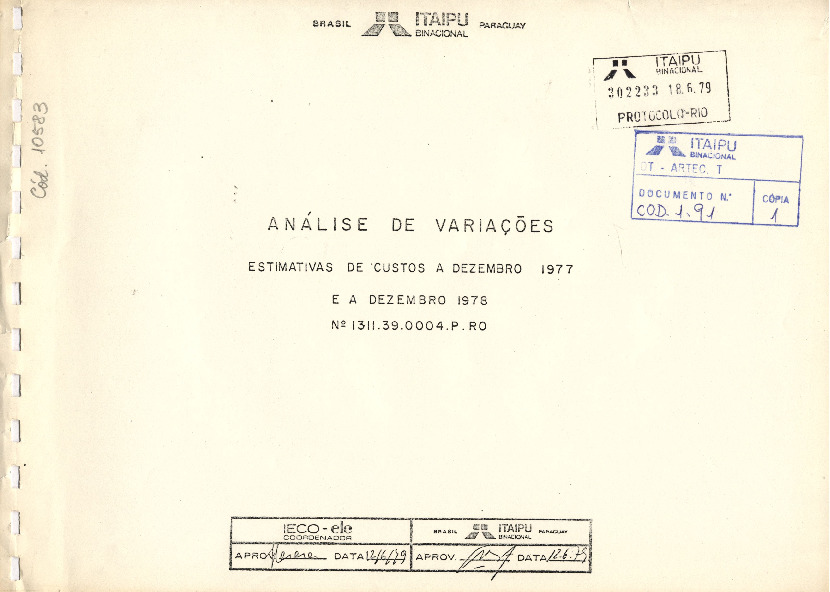 BRASIL ITAIPU BINACIONAL PARAGUAY
ITAIPU
BINACIONAL
302233 18.6.79
PROTOCOLO-RIO
ITAIPU
BINACIONAL
DT - ARTEC. T
DOCUMENTO N.º CÓPIA
COD. 1.91 1
Cód. 10583
ANÁLISE DE VARIAÇÕES
ESTIMATIVAS DE CUSTOS A DEZEMBRO 1977
E A DEZEMBRO 1978
Nº 1311.39.0004.P.RO
IECO-elc
COORDENADOR
BRASIL ITAIPU BINACIONAL PARAGUAY
APROV. DATA 12/6/79 APROV. DATA 12.6.79